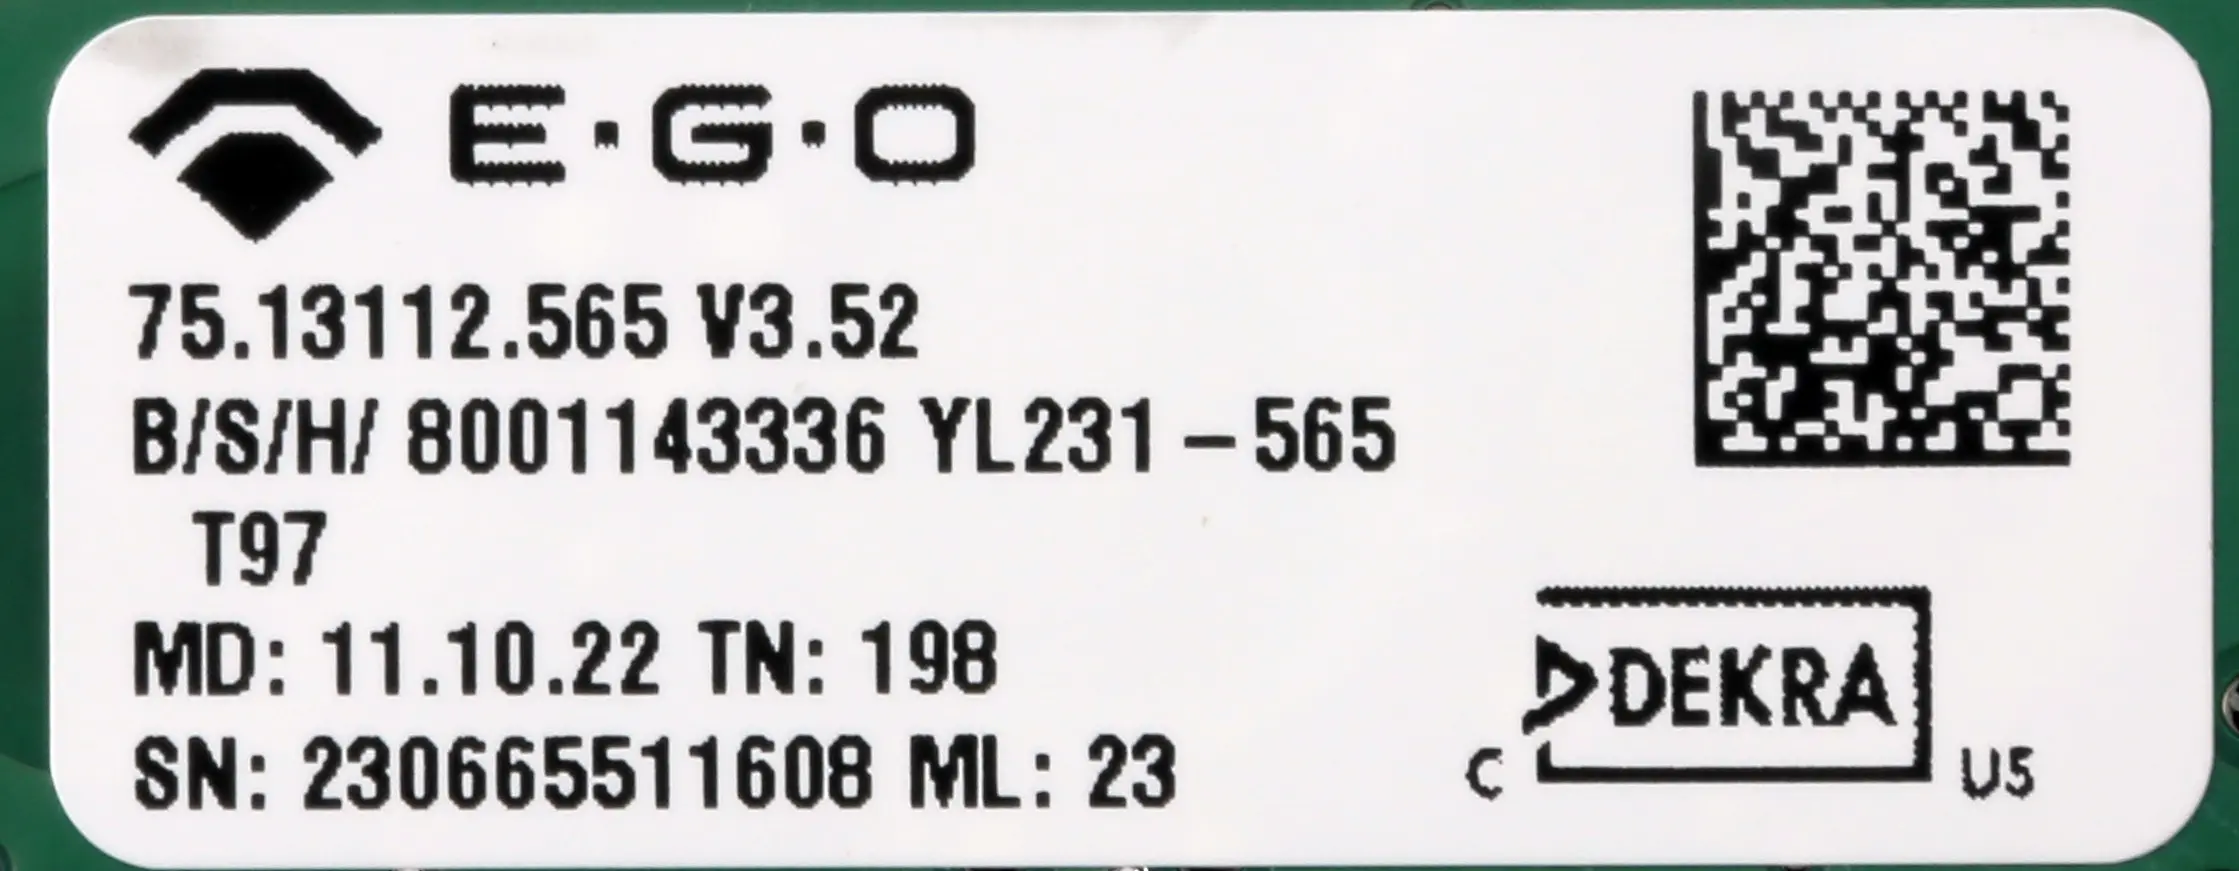 E·G·O
75.13112.565 V3.52
B/S/H/ 8001143336 YL231-565
T97
MD: 11.10.22 TN: 198
SN: 230665511608 ML: 23
DEKRA
C US